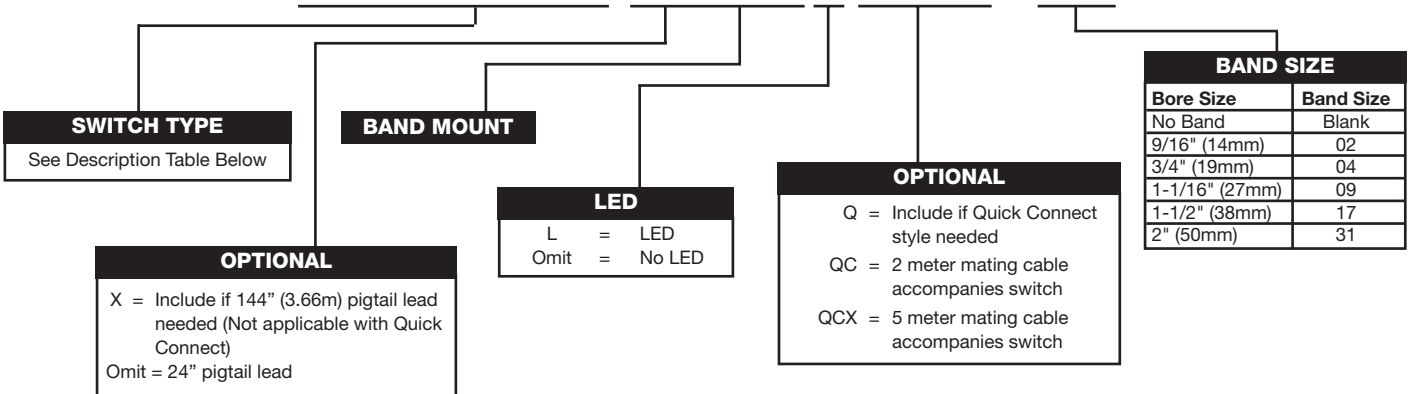 SWITCH TYPE
See Description Table Below
OPTIONAL
X = Include if 144” (3.66m) pigtail lead
needed (Not applicable with Quick
Connect)
Omit = 24" pigtail lead
BAND MOUNT
LED
L = LED
Omit = No LED
OPTIONAL
Q = Include if Quick Connect
style needed
QC = 2 meter mating cable
accompanies switch
QCX = 5 meter mating cable
accompanies switch
BAND SIZE
Bore Size Band Size
No Band Blank
9/16" (14mm) 02
3/4" (19mm) 04
1-1/16" (27mm) 09
1-1/2" (38mm) 17
2" (50mm) 31